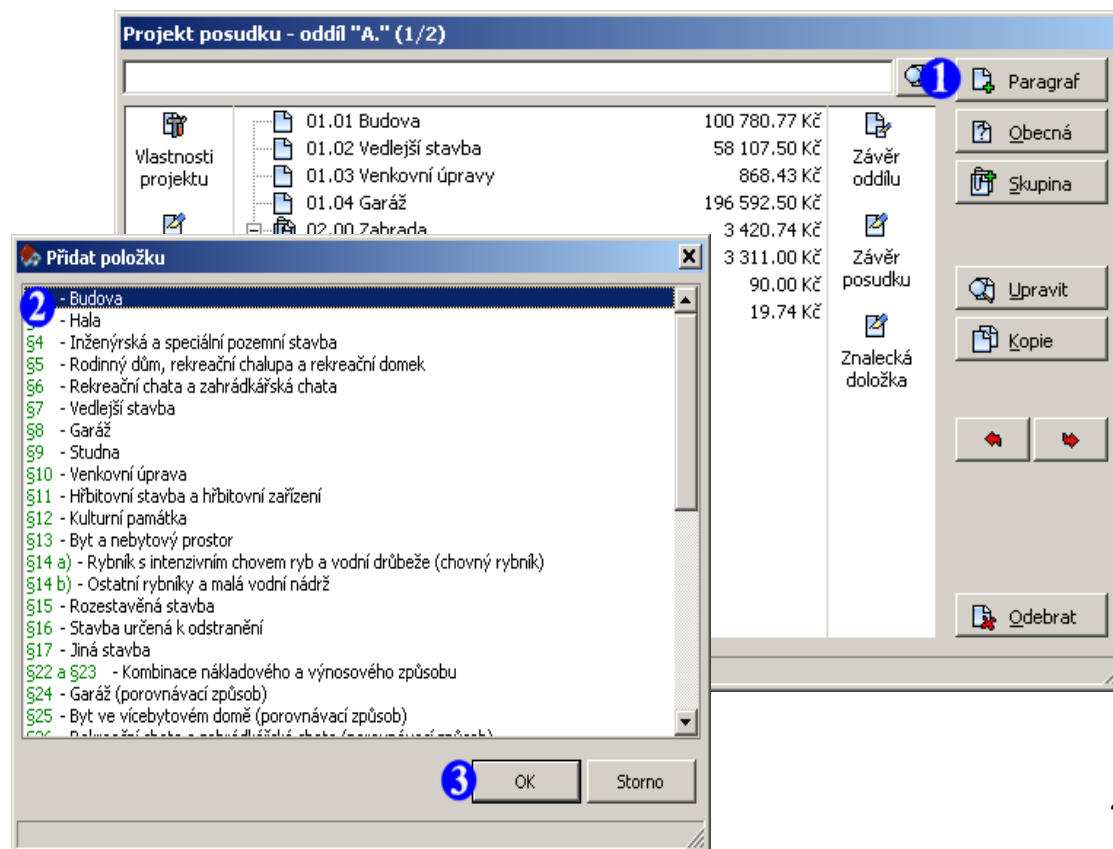 Projekt posudku - oddíl "A." (1/2)
1
Paragraf
Obecná
Skupina
Upravit
Kopie
Odebrat
Vlastnosti
projektu
01.01 Budova 100 780.77 Kč
01.02 Vedlejší stavba 58 107.50 Kč
01.03 Venkovní úpravy 868.43 Kč
01.04 Garáž 196 592.50 Kč
02.00 Zahrada 3 420.74 Kč
3 311.00 Kč
90.00 Kč
19.74 Kč
Závěr
oddílu
Závěr
posudku
Znalecká
doložka
Přidat položku
2
- Budova
- Hala
§4 - Inženýrská a speciální pozemní stavba
§5 - Rodinný dům, rekreační chalupa a rekreační domek
§6 - Rekreační chata a zahrádkářská chata
§7 - Vedlejší stavba
§8 - Garáž
§9 - Studna
§10 - Venkovní úprava
§11 - Hřbitovní stavba a hřbitovní zařízení
§12 - Kulturní památka
§13 - Byt a nebytový prostor
§14 a) - Rybník s intenzivním chovem ryb a vodní drůbeže (chovný rybník)
§14 b) - Ostatní rybníky a malá vodní nádrž
§15 - Rozestavěná stavba
§16 - Stavba určená k odstranění
§17 - Jiná stavba
§22 a §23 - Kombinace nákladového a výnosového způsobu
§24 - Garáž (porovnávací způsob)
§25 - Byt ve vícebytovém domě (porovnávací způsob)
3
OK
Storno